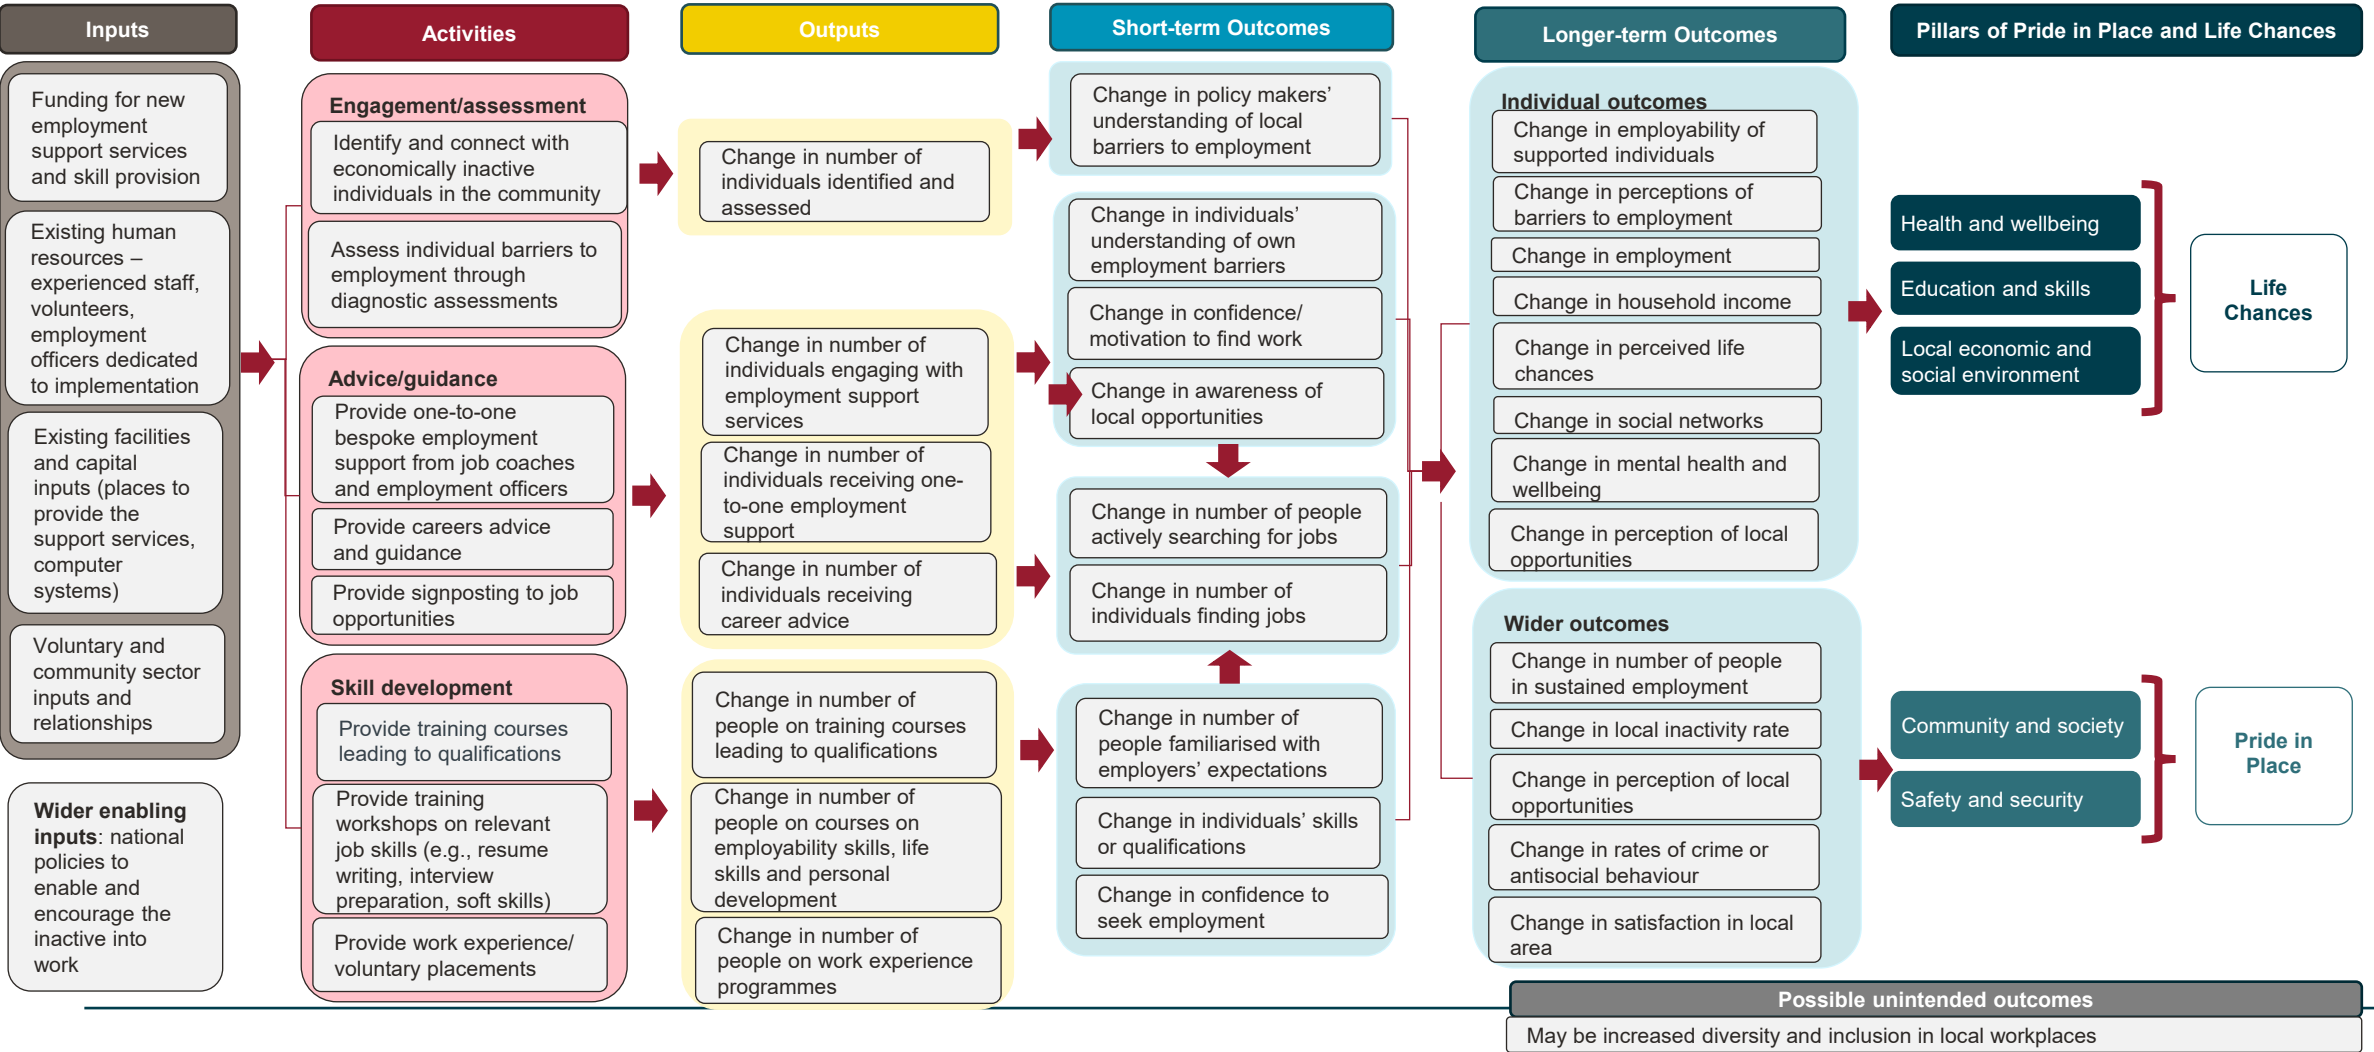 Inputs
Funding for new
employment
support services
and skill provision
Existing human
resources –
experienced staff,
volunteers,
employment
officers dedicated
to implementation
Existing facilities
and capital
inputs (places to
provide the
support services,
computer
systems)
Voluntary and
community sector
inputs and
relationships
Wider enabling
inputs: national
policies to
enable and
encourage the
inactive into
work
Activities
Engagement/assessment
Identify and connect with
economically inactive
individuals in the community
Assess individual barriers to
employment through
diagnostic assessments
Advice/guidance
Provide one-to-one
bespoke employment
support from job coaches
and employment officers
Provide careers advice
and guidance
Provide signposting to job
opportunities
Skill development
Provide training courses
leading to qualifications
Provide training
workshops on relevant
job skills (e.g., resume
writing, interview
preparation, soft skills)
Provide work experience/
voluntary placements
Outputs
Change in number of
individuals identified and
assessed
Change in number of
individuals engaging with
employment support
services
Change in number of
individuals receiving one-
to-one employment
support
Change in number of
individuals receiving
career advice
Change in number of
people on training courses
leading to qualifications
Change in number of
people on courses on
employability skills, life
skills and personal
development
Change in number of
people on work experience
programmes
Short-term Outcomes
Change in policy makers’
understanding of local
barriers to employment
Change in individuals’
understanding of own
employment barriers
Change in confidence/
motivation to find work
Change in awareness of
local opportunities
Change in number of people
actively searching for jobs
Change in number of
individuals finding jobs
Change in number of
people familiarised with
employers’ expectations
Change in individuals’ skills
or qualifications
Change in confidence to
seek employment
Longer-term Outcomes
Individual outcomes
Change in employability of
supported individuals
Change in perceptions of
barriers to employment
Change in employment
Change in household income
Change in perceived life
chances
Change in social networks
Change in mental health and
wellbeing
Change in perception of local
opportunities
Wider outcomes
Change in number of people
in sustained employment
Change in local inactivity rate
Change in perception of local
opportunities
Change in rates of crime or
antisocial behaviour
Change in satisfaction in local
area
Pillars of Pride in Place and Life Chances
Health and wellbeing
Education and skills
Local economic and
social environment
Life
Chances
Community and society
Safety and security
Pride in
Place
Possible unintended outcomes
May be increased diversity and inclusion in local workplaces